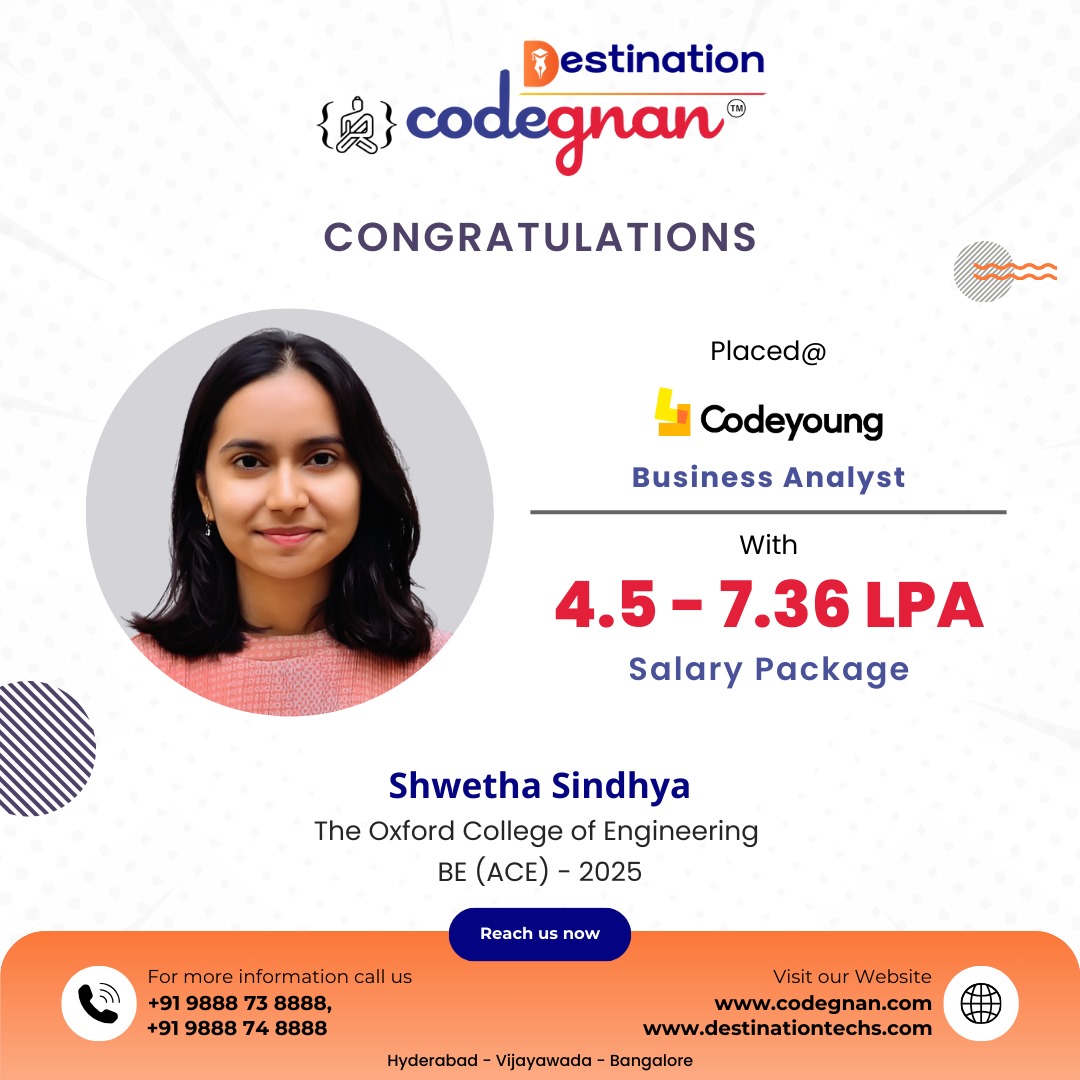 Destination
codegnan™
CONGRATULATIONS
Placed@
Codeyoung
Business Analyst
With
4.5 – 7.36 LPA
Salary Package
Shwetha Sindhya
The Oxford College of Engineering
BE (ACE) - 2025
Reach us now
For more information call us
+91 9888 73 8888,
+91 9888 74 8888
Visit our Website
www.codegnan.com
www.destinationtechs.com
Hyderabad - Vijayawada - Bangalore